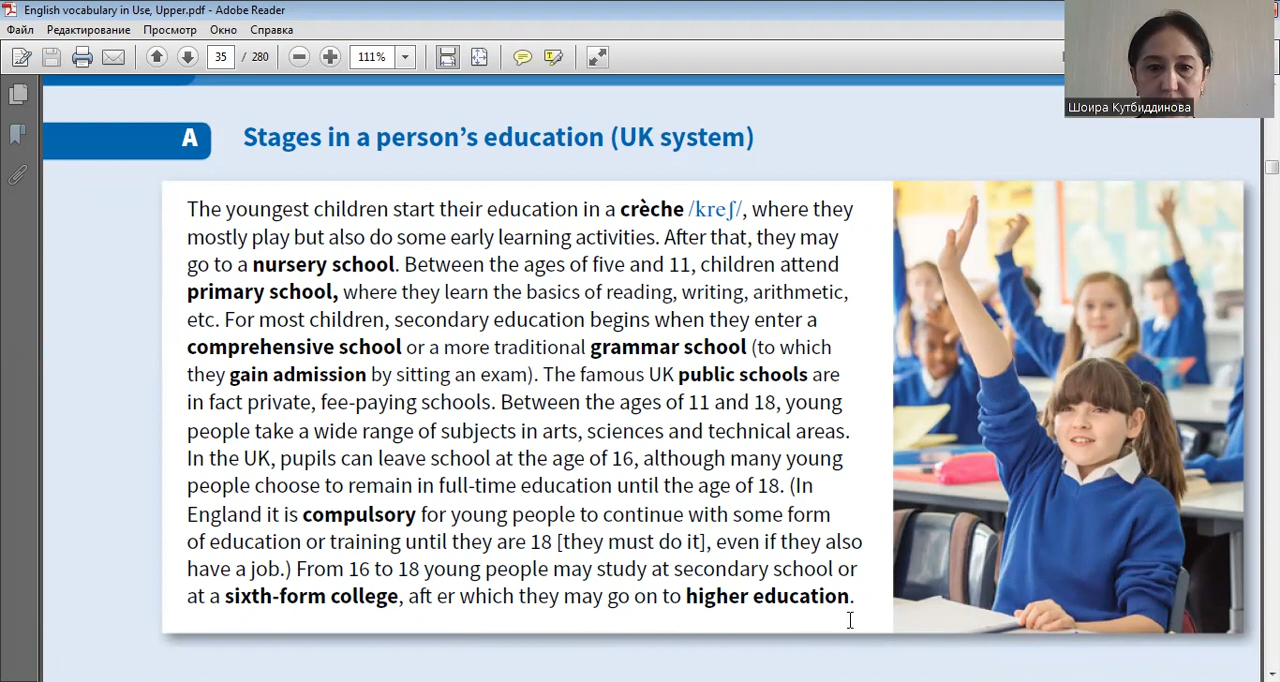 English vocabulary in Use, Upper.pdf - Adobe Reader
Файл Редактирование Просмотр Окно Справка
35 / 280 111%
Шоира Кутбиддинова
A Stages in a person's education (UK system)
The youngest children start their education in a crèche /kreʃ/, where they
mostly play but also do some early learning activities. After that, they may
go to a nursery school. Between the ages of five and 11, children attend
primary school, where they learn the basics of reading, writing, arithmetic,
etc. For most children, secondary education begins when they enter a
comprehensive school or a more traditional grammar school (to which
they gain admission by sitting an exam). The famous UK public schools are
in fact private, fee-paying schools. Between the ages of 11 and 18, young
people take a wide range of subjects in arts, sciences and technical areas.
In the UK, pupils can leave school at the age of 16, although many young
people choose to remain in full-time education until the age of 18. (In
England it is compulsory for young people to continue with some form
of education or training until they are 18 [they must do it], even if they also
have a job.) From 16 to 18 young people may study at secondary school or
at a sixth-form college, aft er which they may go on to higher education.